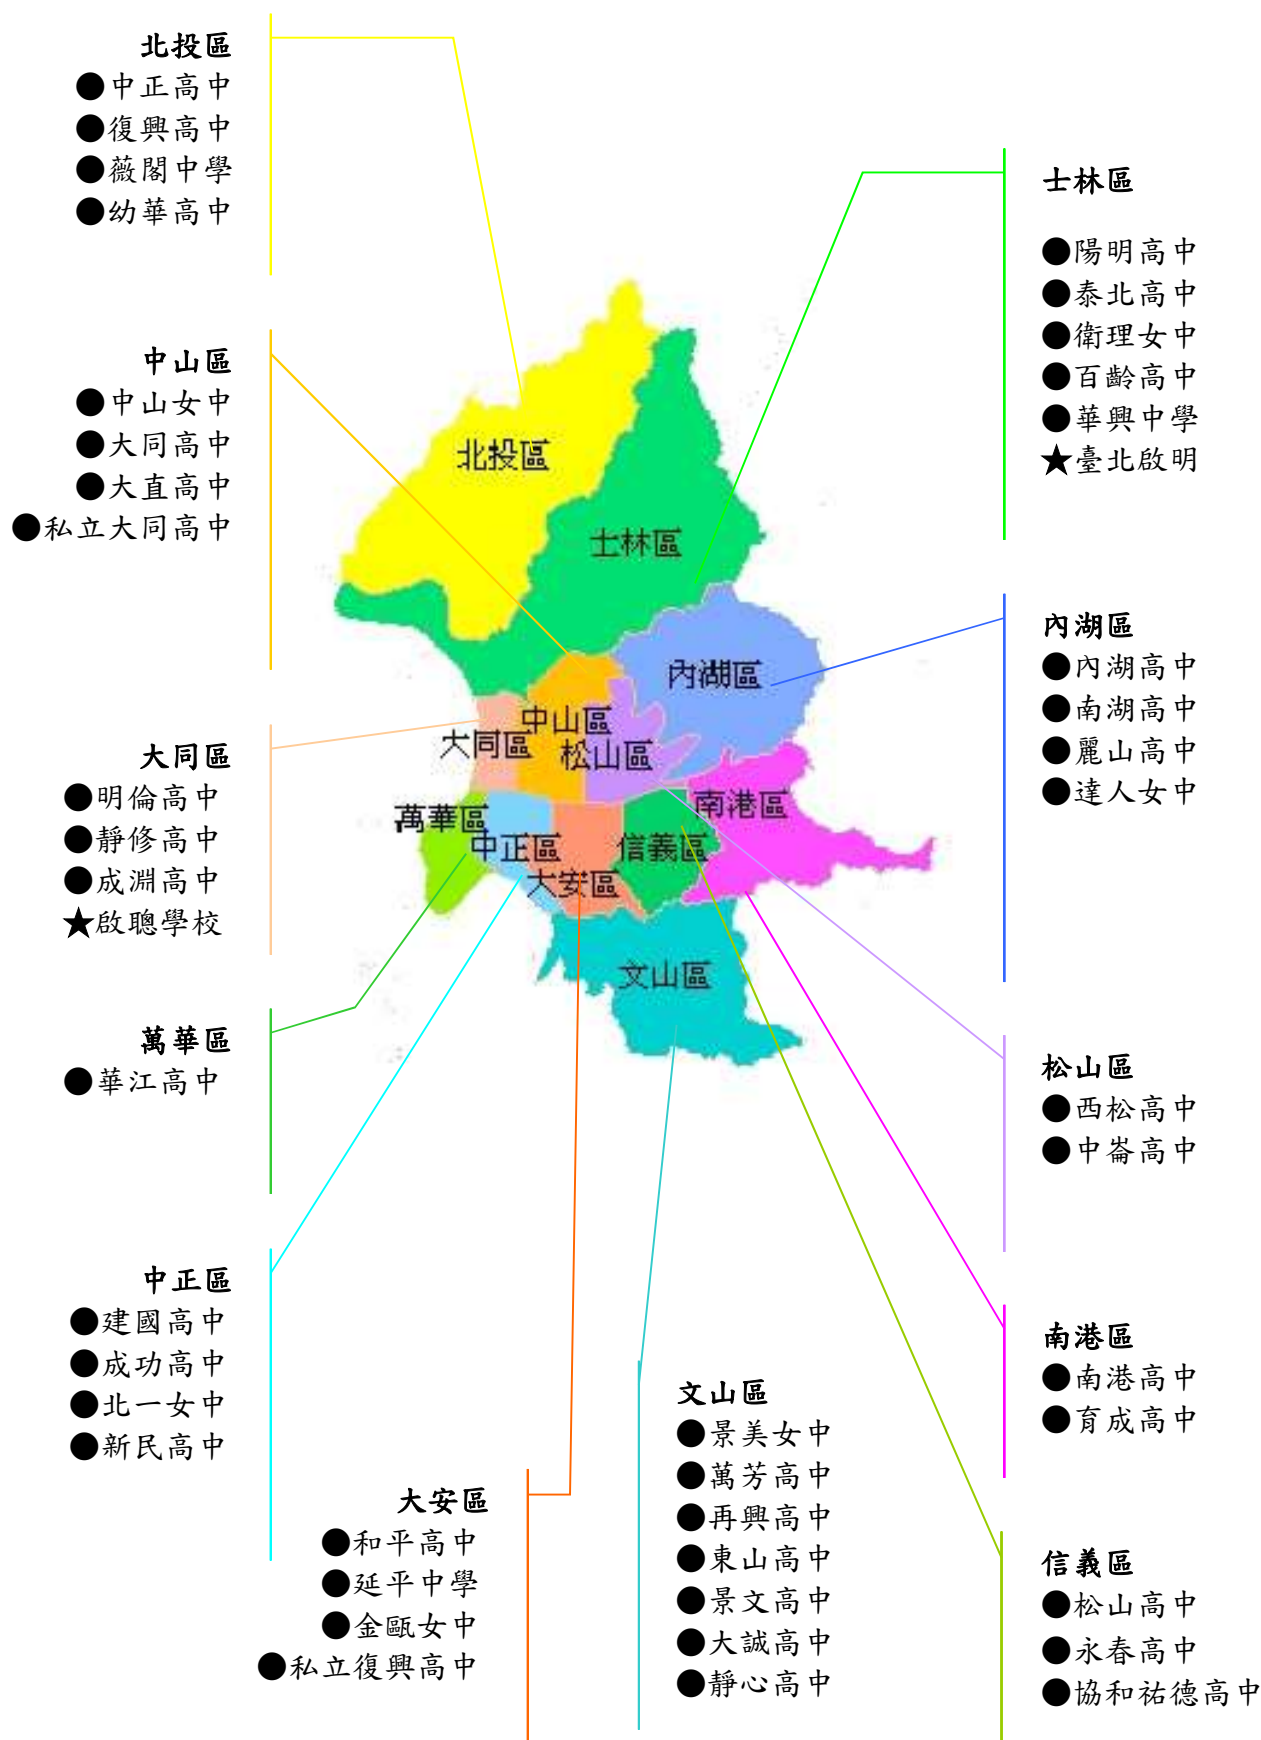 北投區
●中正高中
●復興高中
●薇閣中學
●幼華高中
中山區
●中山女中
●大同高中
●大直高中
●私立大同高中
大同區
●明倫高中
●靜修高中
●成淵高中
★啟聰學校
萬華區
●華江高中
中正區
●建國高中
●成功高中
●北一女中
●新民高中
大安區
●和平高中
●延平中學
●金甌女中
●私立復興高中
北投區
士林區
內湖區
中山區
大同區
松山區
南港區
萬華區
中正區
信義區
大安區
文山區
文山區
●景美女中
●萬芳高中
●再興高中
●東山高中
●景文高中
●大誠高中
●靜心高中
士林區
●陽明高中
●泰北高中
●衛理女中
●百齡高中
●華興中學
★臺北啟明
內湖區
●內湖高中
●南湖高中
●麗山高中
●達人女中
松山區
●西松高中
●中崙高中
南港區
●南港高中
●育成高中
信義區
●松山高中
●永春高中
●協和祐德高中